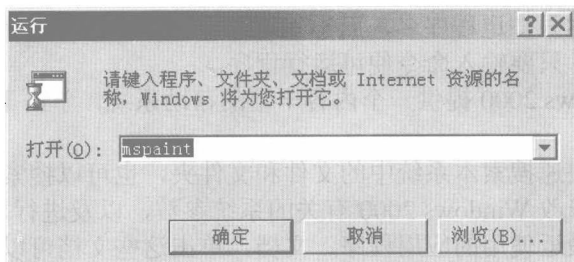 运行
请键入程序、文件夹、文档或 Internet 资源的名
称，Windows 将为您打开它。
打开(O)：
mspaint
确定
取消
浏览(B)...